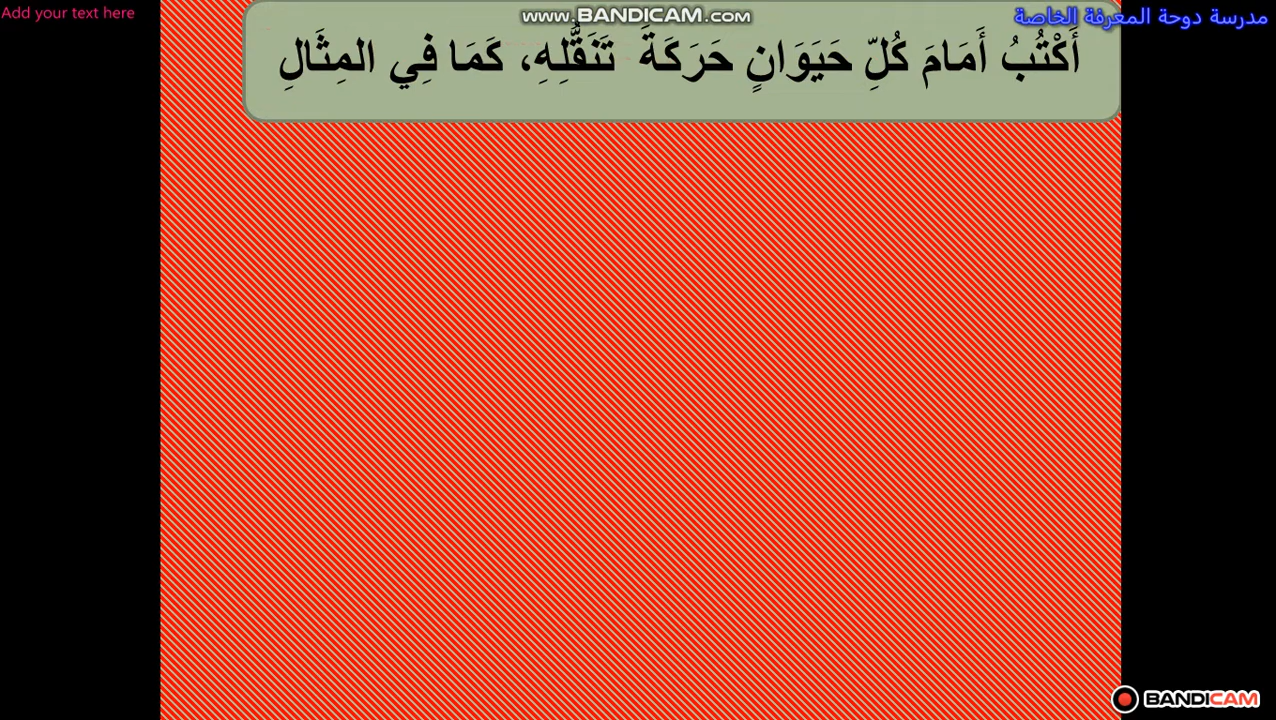 Add your text here
www.BANDICAM.com
مدرسة دوحة المعرفة الخاصة
أَكْتُبُ أَمَامَ كُلِّ حَيَوَانٍ حَرَكَةَ تَنَقُّلِهِ، كَمَا فِي المِثَالِ
BANDICAM